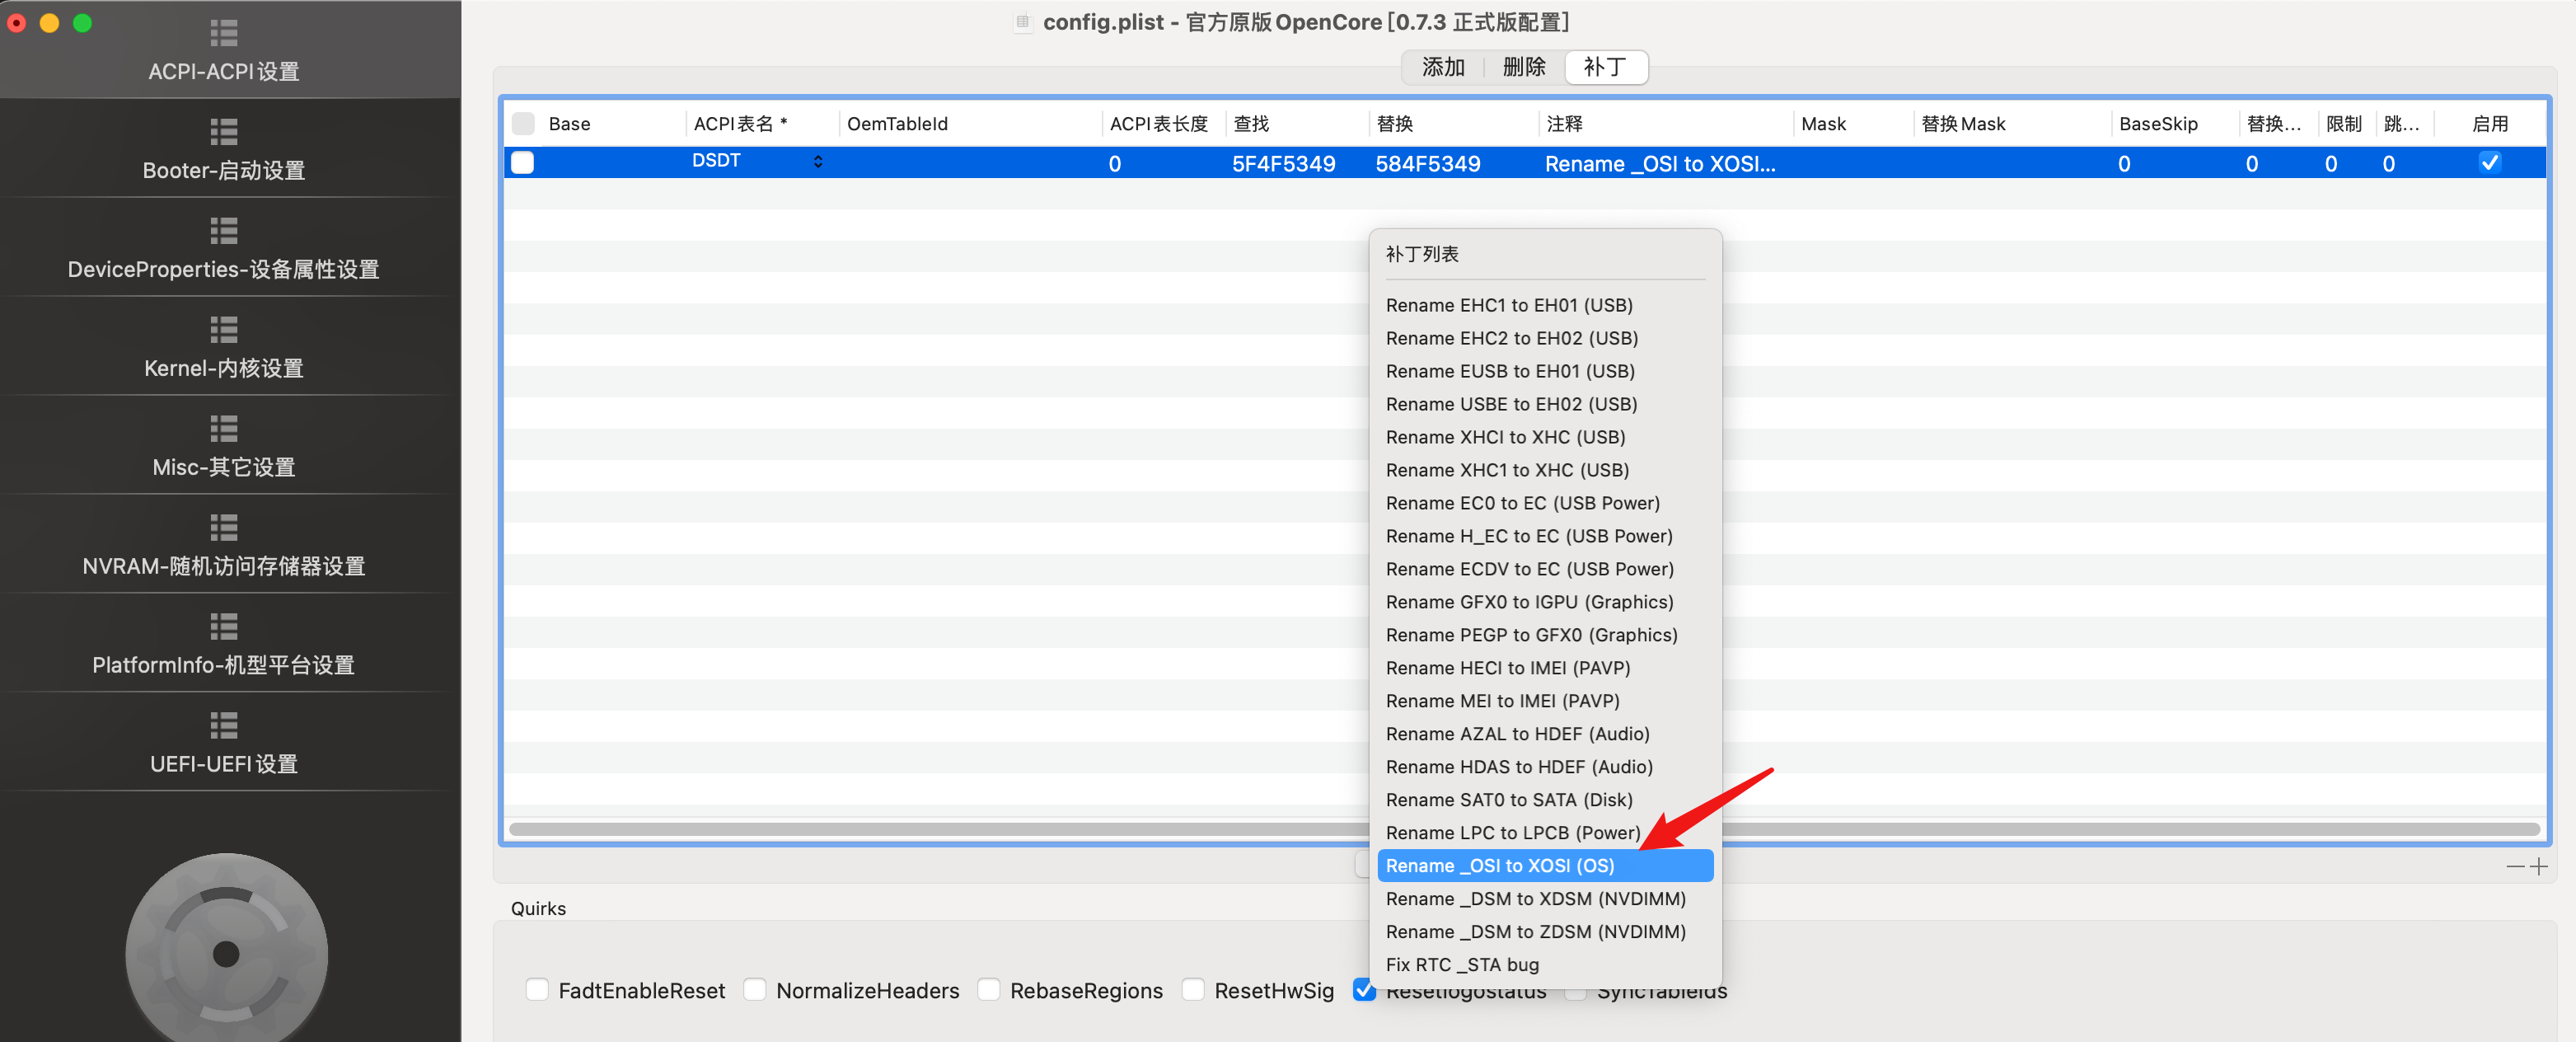 config.plist - 官方原版OpenCore[0.7.3 正式版配置]
ACPI-ACPI设置
Booter-启动设置
DeviceProperties-设备属性设置
Kernel-内核设置
Misc-其它设置
NVRAM-随机访问存储器设置
PlatformInfo-机型平台设置
UEFI-UEFI设置
添加 删除 补丁
Base ACPI表名 * OemTableId ACPI表长度 查找 替换 注释 Mask 替换Mask BaseSkip 替换... 限制 跳... 启用
DSDT 0 5F4F5349 584F5349 Rename _OSI to XOSI... 0 0 0 0
补丁列表
Rename EHC1 to EH01 (USB)
Rename EHC2 to EH02 (USB)
Rename EUSB to EH01 (USB)
Rename USBE to EH02 (USB)
Rename XHCI to XHC (USB)
Rename XHC1 to XHC (USB)
Rename EC0 to EC (USB Power)
Rename H_EC to EC (USB Power)
Rename ECDV to EC (USB Power)
Rename GFX0 to IGPU (Graphics)
Rename PEGP to GFX0 (Graphics)
Rename HECI to IMEI (PAVP)
Rename MEI to IMEI (PAVP)
Rename AZAL to HDEF (Audio)
Rename HDAS to HDEF (Audio)
Rename SAT0 to SATA (Disk)
Rename LPC to LPCB (Power)
Rename _OSI to XOSI (OS)
Rename _DSM to XDSM (NVDIMM)
Rename _DSM to ZDSM (NVDIMM)
Fix RTC _STA bug
Quirks
FadtEnableReset NormalizeHeaders RebaseRegions ResetHwSig Resetlogostatus SyncTableIds